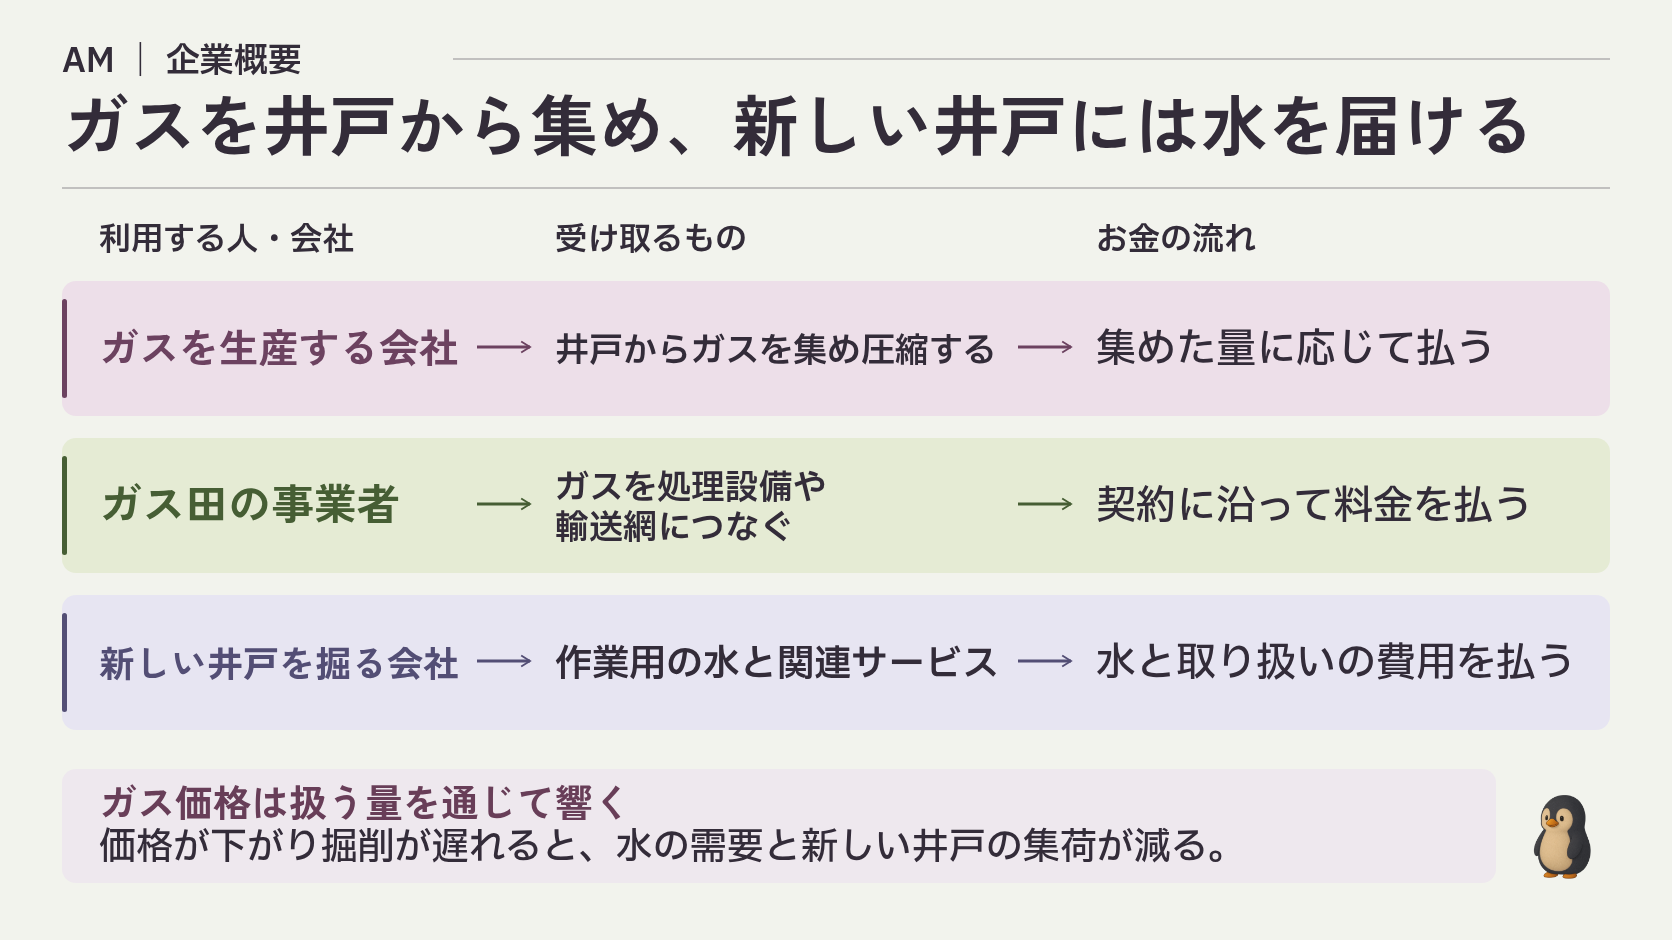 AM｜企業概要
ガスを井戸から集め、新しい井戸には水を届ける
利用する人・会社
受け取るもの
お金の流れ
ガスを生産する会社
井戸からガスを集め圧縮する
集めた量に応じて払う
ガス田の事業者
ガスを処理設備や
輸送網につなぐ
契約に沿って料金を払う
新しい井戸を掘る会社
作業用の水と関連サービス
水と取り扱いの費用を払う
ガス価格は扱う量を通じて響く
価格が下がり掘削が遅れると、水の需要と新しい井戸の集荷が減る。